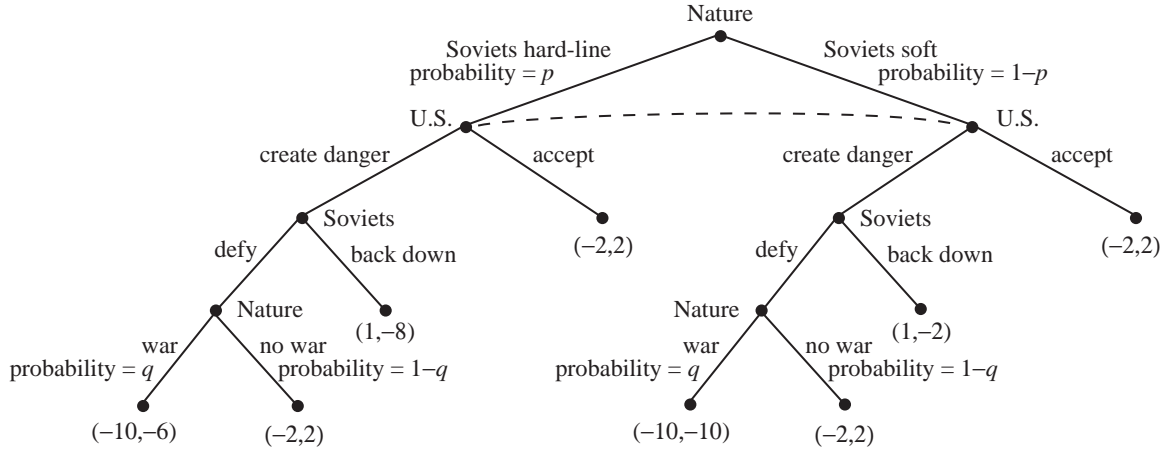 Nature
Soviets hard-line
probability = p
Soviets soft
probability = 1–p
U.S.
U.S.
create danger
accept
create danger
accept
Soviets
(–2,2)
Soviets
(–2,2)
defy
back down
defy
back down
Nature
(1,–8)
Nature
(1,–2)
war
probability = q
no war
probability = 1–q
war
probability = q
no war
probability = 1–q
(–10,–6)
(–2,2)
(–10,–10)
(–2,2)